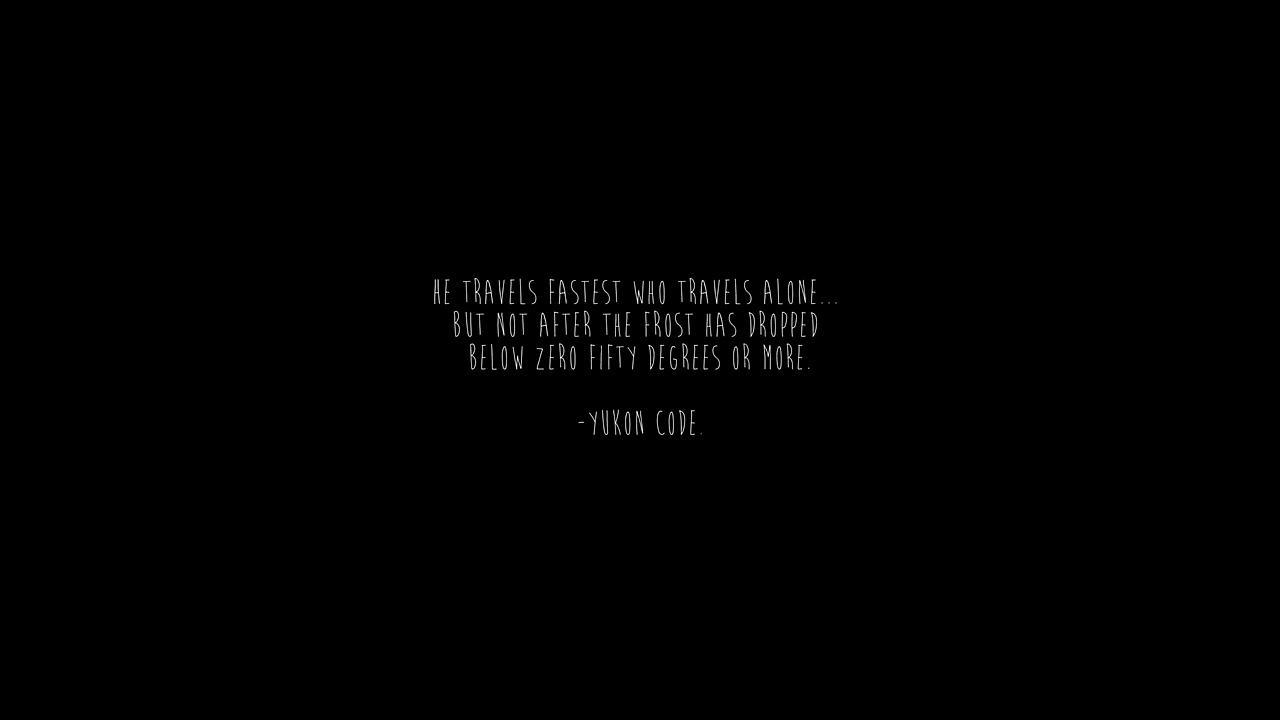 HE TRAVELS FASTEST WHO TRAVELS ALONE...
BUT NOT AFTER THE FROST HAS DROPPED
BELOW ZERO FIFTY DEGREES OR MORE.
-YUKON CODE.